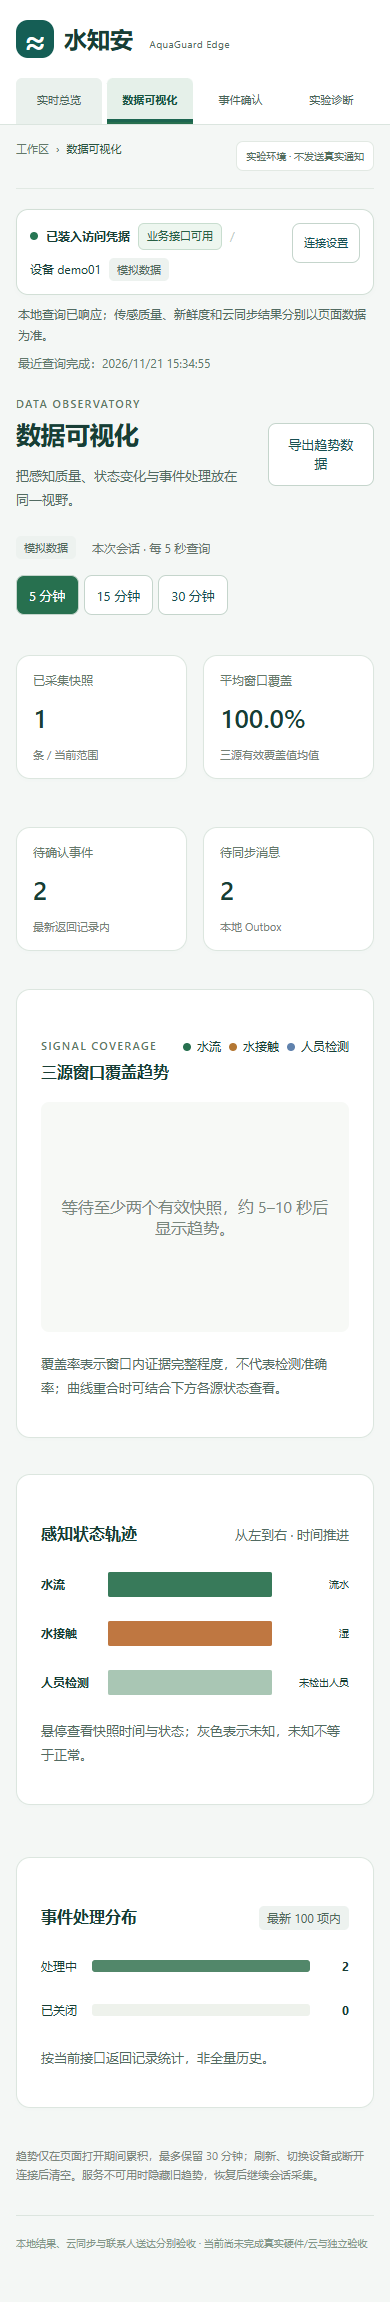 水知安 AquaGuard Edge
实时总览 数据可视化 事件确认 实验诊断
工作区 › 数据可视化
实验环境 · 不发送真实通知
已装入访问凭据 业务接口可用 /
连接设置
设备 demo01 模拟数据
本地查询已响应；传感质量、新鲜度和云同步结果分别以页面数据
为准。
最近查询完成：2026/11/21 15:34:55
DATA OBSERVATORY
数据可视化
导出趋势数
据
把感知质量、状态变化与事件处理放在
同一视野。
模拟数据 本次会话 · 每 5 秒查询
5 分钟 15 分钟 30 分钟
已采集快照
1
条 / 当前范围
平均窗口覆盖
100.0%
三源有效覆盖值均值
待确认事件
2
最新返回记录内
待同步消息
2
本地 Outbox
SIGNAL COVERAGE
三源窗口覆盖趋势
水流 水接触 人员检测
等待至少两个有效快照，约 5–10 秒后
显示趋势。
覆盖率表示窗口内证据完整程度，不代表检测准确
率；曲线重合时可结合下方各源状态查看。
感知状态轨迹 从左到右 · 时间推进
水流 流水
水接触 湿
人员检测 未检出人员
悬停查看快照时间与状态；灰色表示未知，未知不等
于正常。
事件处理分布 最新 100 项内
处理中 2
已关闭 0
按当前接口返回记录统计，非全量历史。
趋势仅在页面打开期间累积，最多保留 30 分钟；刷新、切换设备或断开
连接后清空。服务不可用时隐藏旧趋势，恢复后继续会话采集。
本地结果、云同步与联系人送达分别验收 · 当前尚未完成真实硬件/云与独立验收